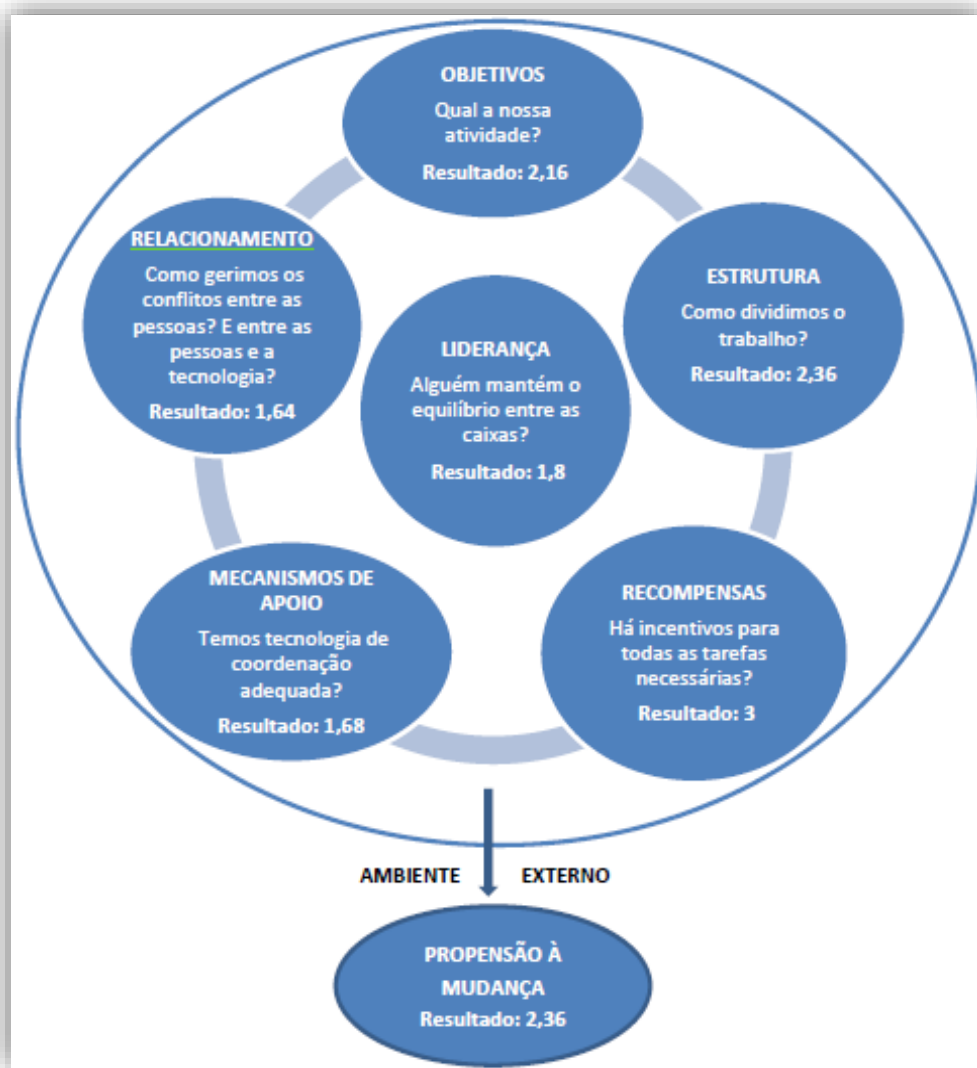 OBJETIVOS
Qual a nossa
atividade?
Resultado: 2,16
RELACIONAMENTO
Como gerimos os
conflitos entre as
pessoas? E entre as
pessoas e a
tecnologia?
Resultado: 1,64
ESTRUTURA
Como dividimos o
trabalho?
Resultado: 2,36
LIDERANÇA
Alguém mantém o
equilíbrio entre as
caixas?
Resultado: 1,8
MECANISMOS DE
APOIO
Temos tecnologia de
coordenação
adequada?
Resultado: 1,68
RECOMPENSAS
Há incentivos para
todas as tarefas
necessárias?
Resultado: 3
AMBIENTE EXTERNO
PROPENSÃO À
MUDANÇA
Resultado: 2,36